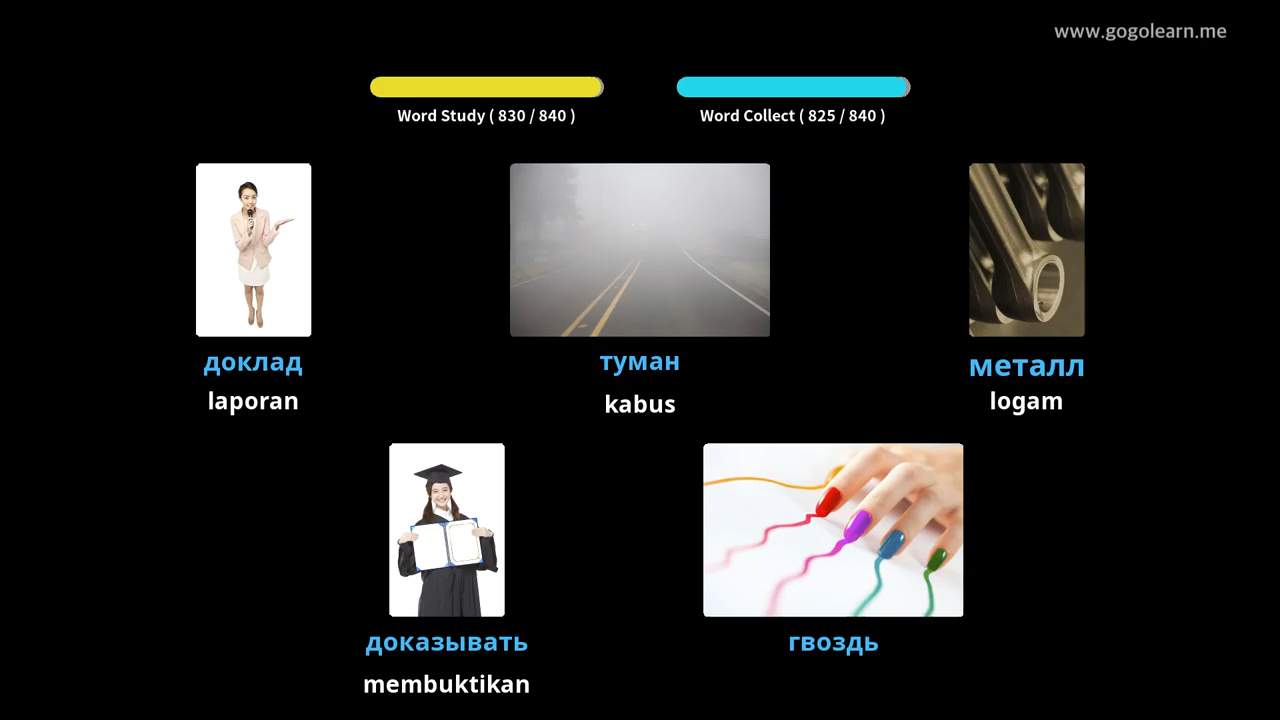 www.gogolearn.me
Word Study ( 830 / 840 )
Word Collect ( 825 / 840 )
доклад
laporan
туман
kabus
металл
logam
доказывать
membuktikan
гвоздь